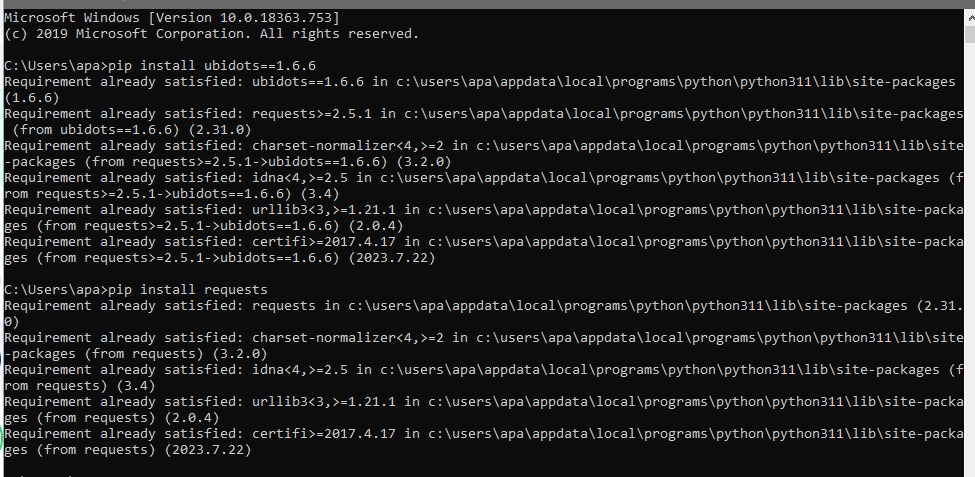 Microsoft Windows [Version 10.0.18363.753]
(c) 2019 Microsoft Corporation. All rights reserved.
C:\Users\apa>pip install ubidots==1.6.6
Requirement already satisfied: ubidots==1.6.6 in c:\users\apa\appdata\local\programs\python\python311\lib\site-packages
(1.6.6)
Requirement already satisfied: requests>=2.5.1 in c:\users\apa\appdata\local\programs\python\python311\lib\site-packages
(from ubidots==1.6.6) (2.31.0)
Requirement already satisfied: charset-normalizer<4,>=2 in c:\users\apa\appdata\local\programs\python\python311\lib\site
-packages (from requests>=2.5.1->ubidots==1.6.6) (3.2.0)
Requirement already satisfied: idna<4,>=2.5 in c:\users\apa\appdata\local\programs\python\python311\lib\site-packages (f
rom requests>=2.5.1->ubidots==1.6.6) (3.4)
Requirement already satisfied: urllib3<3,>=1.21.1 in c:\users\apa\appdata\local\programs\python\python311\lib\site-packa
ges (from requests>=2.5.1->ubidots==1.6.6) (2.0.4)
Requirement already satisfied: certifi>=2017.4.17 in c:\users\apa\appdata\local\programs\python\python311\lib\site-packa
ges (from requests>=2.5.1->ubidots==1.6.6) (2023.7.22)
C:\Users\apa>pip install requests
Requirement already satisfied: requests in c:\users\apa\appdata\local\programs\python\python311\lib\site-packages (2.31.
0)
Requirement already satisfied: charset-normalizer<4,>=2 in c:\users\apa\appdata\local\programs\python\python311\lib\site
-packages (from requests) (3.2.0)
Requirement already satisfied: idna<4,>=2.5 in c:\users\apa\appdata\local\programs\python\python311\lib\site-packages (f
rom requests) (3.4)
Requirement already satisfied: urllib3<3,>=1.21.1 in c:\users\apa\appdata\local\programs\python\python311\lib\site-packa
ges (from requests) (2.0.4)
Requirement already satisfied: certifi>=2017.4.17 in c:\users\apa\appdata\local\programs\python\python311\lib\site-packa
ges (from requests) (2023.7.22)